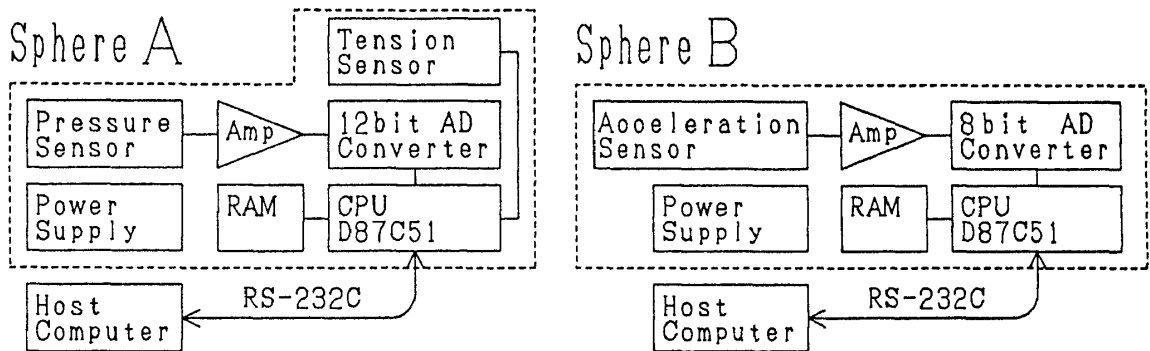 Sphere A
Tension
Sensor
Pressure
Sensor
Amp
12bit AD
Converter
Power
Supply
RAM
CPU
D87C51
Host
Computer
RS-232C
Sphere B
Acceleration
Sensor
Amp
8bit AD
Converter
Power
Supply
RAM
CPU
D87C51
Host
Computer
RS-232C